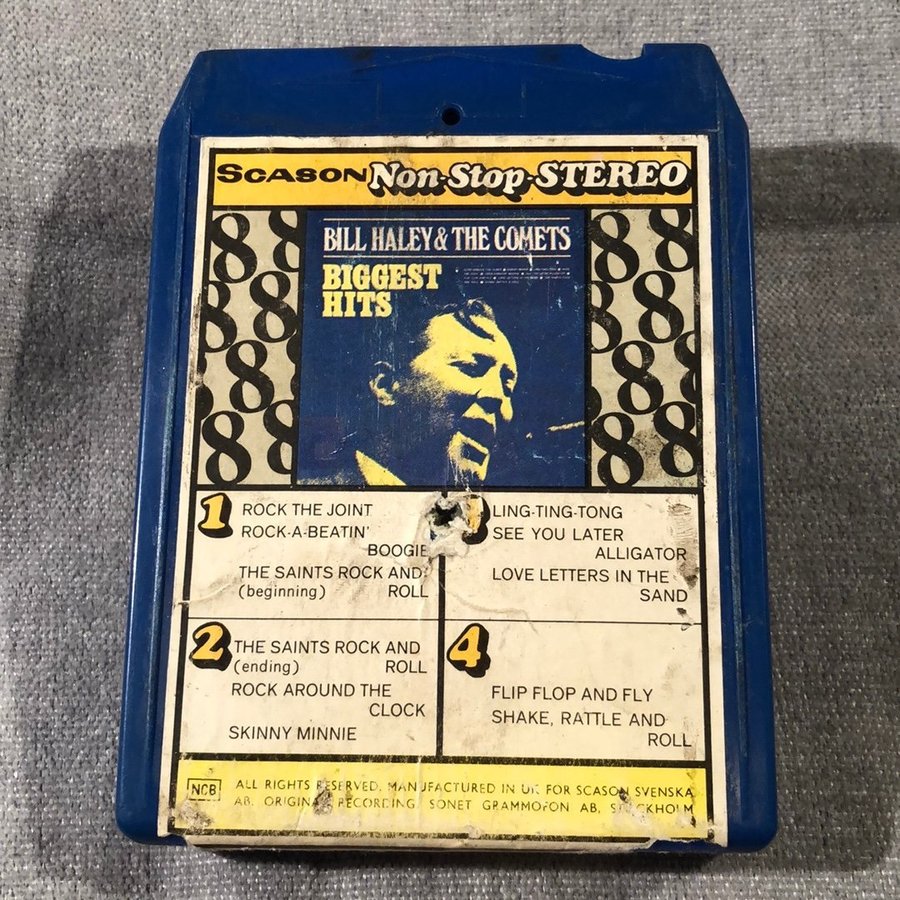 SCASON Non-Stop-STEREO
BILL HALEY & THE COMETS
BIGGEST
HITS
1
ROCK THE JOINT
ROCK-A-BEATIN'
BOOGIE
THE SAINTS ROCK AND
(beginning) ROLL
2
THE SAINTS ROCK AND
(ending) ROLL
ROCK AROUND THE
CLOCK
SKINNY MINNIE
LING-TING-TONG
SEE YOU LATER
ALLIGATOR
LOVE LETTERS IN THE
SAND
4
FLIP FLOP AND FLY
SHAKE, RATTLE AND
ROLL
NCB
ALL RIGHTS RESERVED. MANUFACTURED IN UK FOR SCASON SVENSKA
AB. ORIGINAL RECORDING SONET GRAMMOFON AB, STOCKHOLM